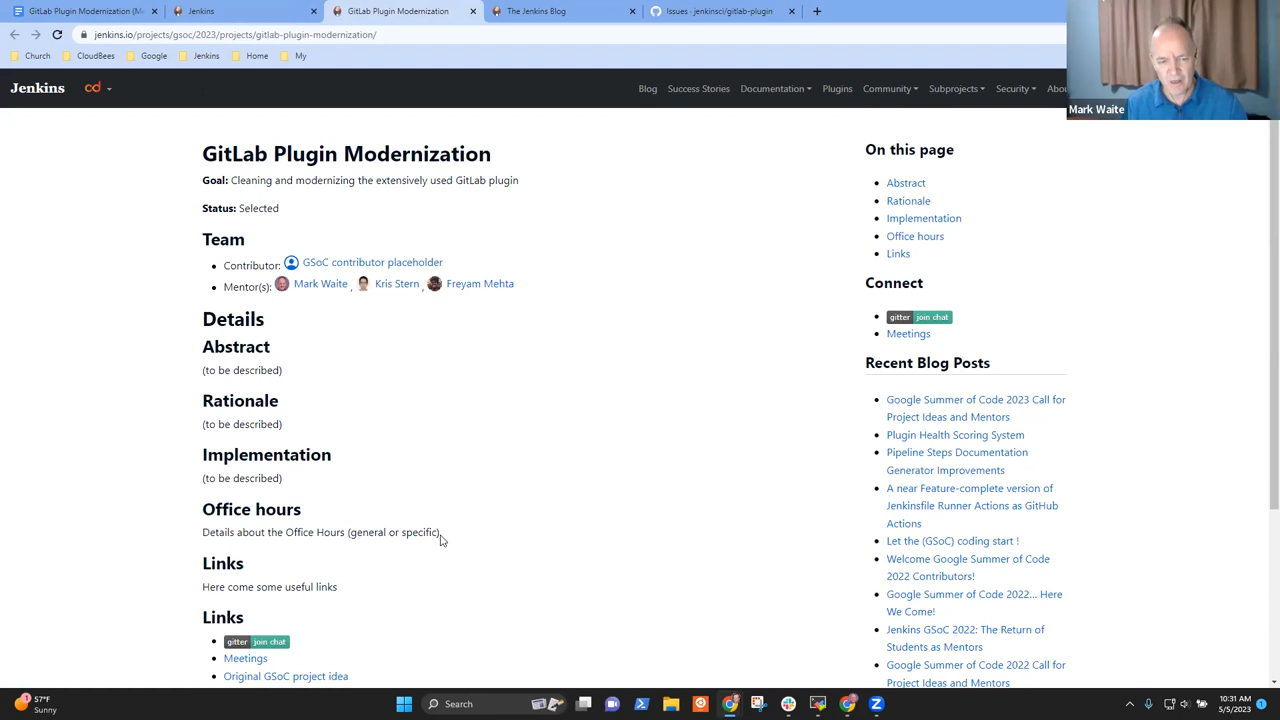 GitLab Plugin Modernization (M
Jenkins
GitLab Plugin Modernization
The Jenkins Blog
Issues · jenkinsci/gitlab-plugin
jenkins.io/projects/gsoc/2023/projects/gitlab-plugin-modernization/
Church
CloudBees
Google
Jenkins
Home
My
Jenkins
cd
Blog
Success Stories
Documentation
Plugins
Community
Subprojects
Security
Abou
Mark Waite
GitLab Plugin Modernization
Goal: Cleaning and modernizing the extensively used GitLab plugin
Status: Selected
Team
Contributor: GSoC contributor placeholder
Mentor(s): Mark Waite , Kris Stern , Freyam Mehta
Details
Abstract
(to be described)
Rationale
(to be described)
Implementation
(to be described)
Office hours
Details about the Office Hours (general or specific)
Links
Here come some useful links
Links
gitter join chat
Meetings
Original GSoC project idea
On this page
Abstract
Rationale
Implementation
Office hours
Links
Connect
gitter join chat
Meetings
Recent Blog Posts
Google Summer of Code 2023 Call for
Project Ideas and Mentors
Plugin Health Scoring System
Pipeline Steps Documentation
Generator Improvements
A near Feature-complete version of
Jenkinsfile Runner Actions as GitHub
Actions
Let the (GSoC) coding start !
Welcome Google Summer of Code
2022 Contributors!
Google Summer of Code 2022... Here
We Come!
Jenkins GSoC 2022: The Return of
Students as Mentors
Google Summer of Code 2022 Call for
Project Ideas and Mentors
57°F
Sunny
Search
10:31 AM
5/5/2023